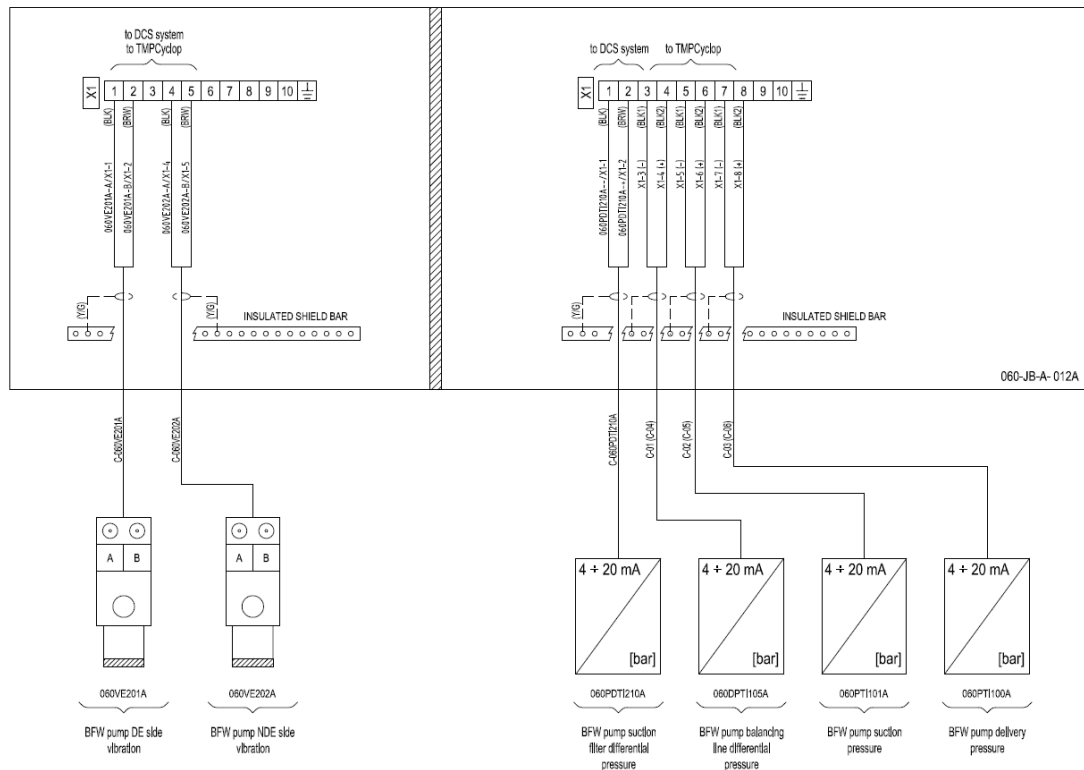 to DCS system
to TMPCyclop
X1 1 2 3 4 5 6 7 8 9 10
(BLK)
(BRW)
(BLK)
(BRW)
060VE201A-A/X1-1
060VE201A-B/X1-2
060VE202A-A/X1-4
060VE202A-B/X1-5
(Y/G)
(Y/G)
INSULATED SHIELD BAR
to DCS system
to TMPCyclop
X1 1 2 3 4 5 6 7 8 9 10
(BLK)
(BRW)
(BLK1)
(BLK2)
(BLK1)
(BLK2)
(BLK1)
(BLK2)
060PDTI210A--/X1-1
060PDTI210A-+/X1-2
X1-3 (-)
X1-4 (+)
X1-5 (-)
X1-6 (+)
X1-7 (-)
X1-8 (+)
(Y/G)
INSULATED SHIELD BAR
060-JB-A- 012A
C-060VE201A
C-060VE202A
C-060PDTI210A
C-01 (C-04)
C-02 (C-05)
C-03 (C-06)
A B
A B
4 ÷ 20 mA
[bar]
4 ÷ 20 mA
[bar]
4 ÷ 20 mA
[bar]
4 ÷ 20 mA
[bar]
060VE201A
BFW pump DE side
vibration
060VE202A
BFW pump NDE side
vibration
060PDTI210A
BFW pump suction
filter differential
pressure
060DPTI105A
BFW pump balancing
line differential
pressure
060PTI101A
BFW pump suction
pressure
060PTI100A
BFW pump delivery
pressure